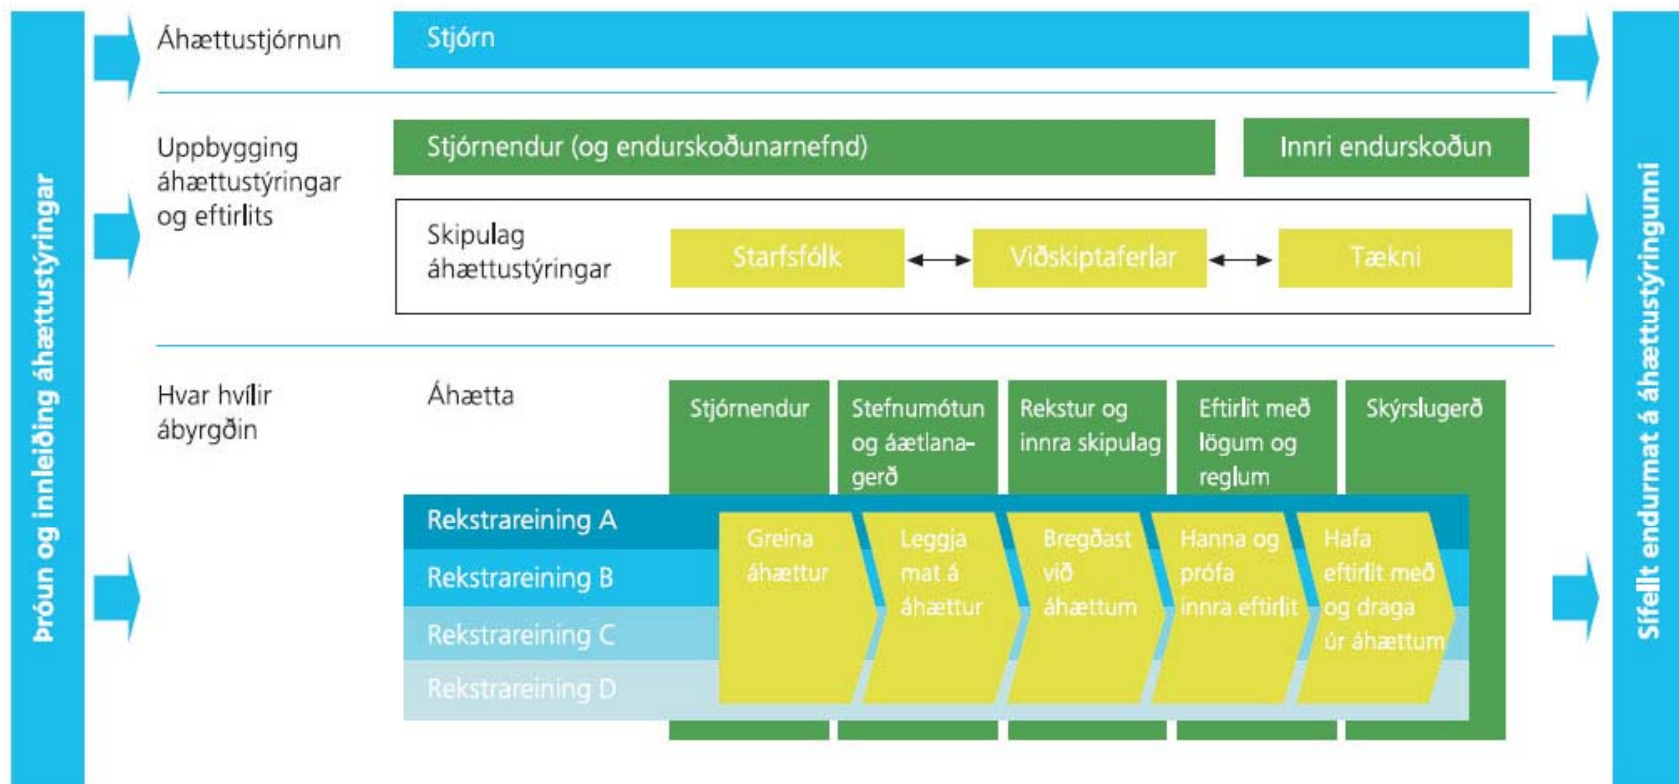 Þróun og innleiðing áhættustýringar
Áhættustjórnun
Stjórn
Uppbygging
áhættustýringar
og eftirlits
Stjórnendur (og endurskoðunarnefnd)
Innri endurskoðun
Skipulag
áhættustýringar
Starfsfólk
Viðskiptaferlar
Tækni
Hvar hvílir
ábyrgðin
Áhætta
Stjórnendur
Stefnumótun
og áætlana-
gerð
Rekstur og
innra skipulag
Eftirlit með
lögum og
reglum
Skýrslugerð
Rekstrareining A
Rekstrareining B
Rekstrareining C
Rekstrareining D
Greina
áhættur
Leggja
mat á
áhættur
Bregðast
við
áhættum
Hanna og
prófa
innra eftirlit
Hafa
eftirlit með
og draga
úr áhættum
Sífellt endurmat á áhættustýringunni